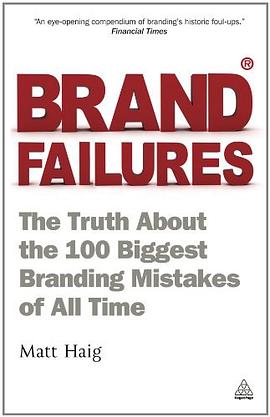 "An eye-opening compendium of branding's historic foul-ups."
Financial Times
BRAND®
FAILURES
The Truth About
the 100 Biggest
Branding Mistakes
of All Time
Matt Haig
KoganPage